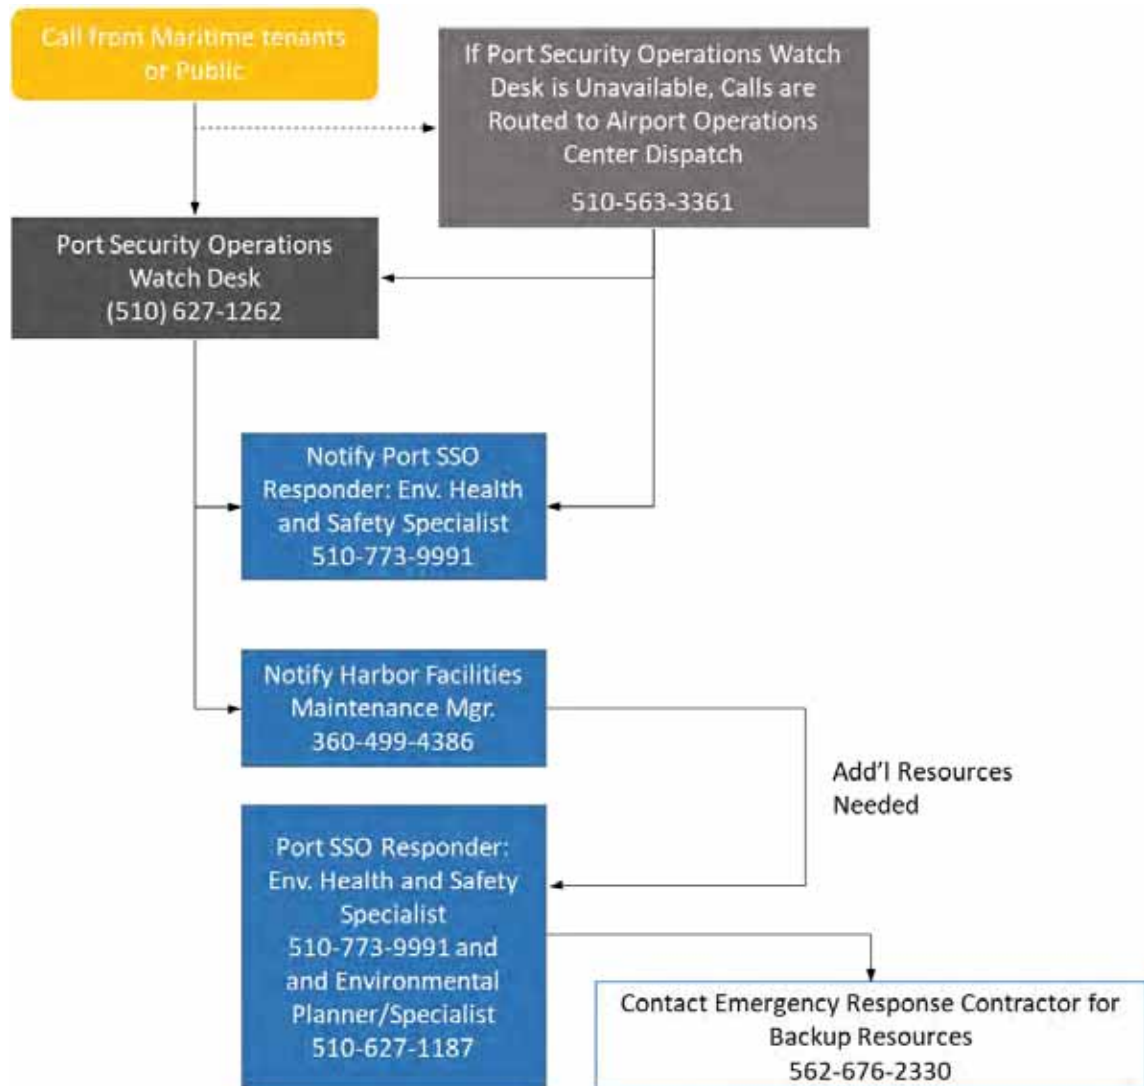 Call from Maritime tenants
or Public
If Port Security Operations Watch
Desk is Unavailable, Calls are
Routed to Airport Operations
Center Dispatch
510-563-3361
Port Security Operations
Watch Desk
(510) 627-1262
Notify Port SSO
Responder: Env. Health
and Safety Specialist
510-773-9991
Notify Harbor Facilities
Maintenance Mgr.
360-499-4386
Add'l Resources
Needed
Port SSO Responder:
Env. Health and Safety
Specialist
510-773-9991 and
and Environmental
Planner/Specialist
510-627-1187
Contact Emergency Response Contractor for
Backup Resources
562-676-2330